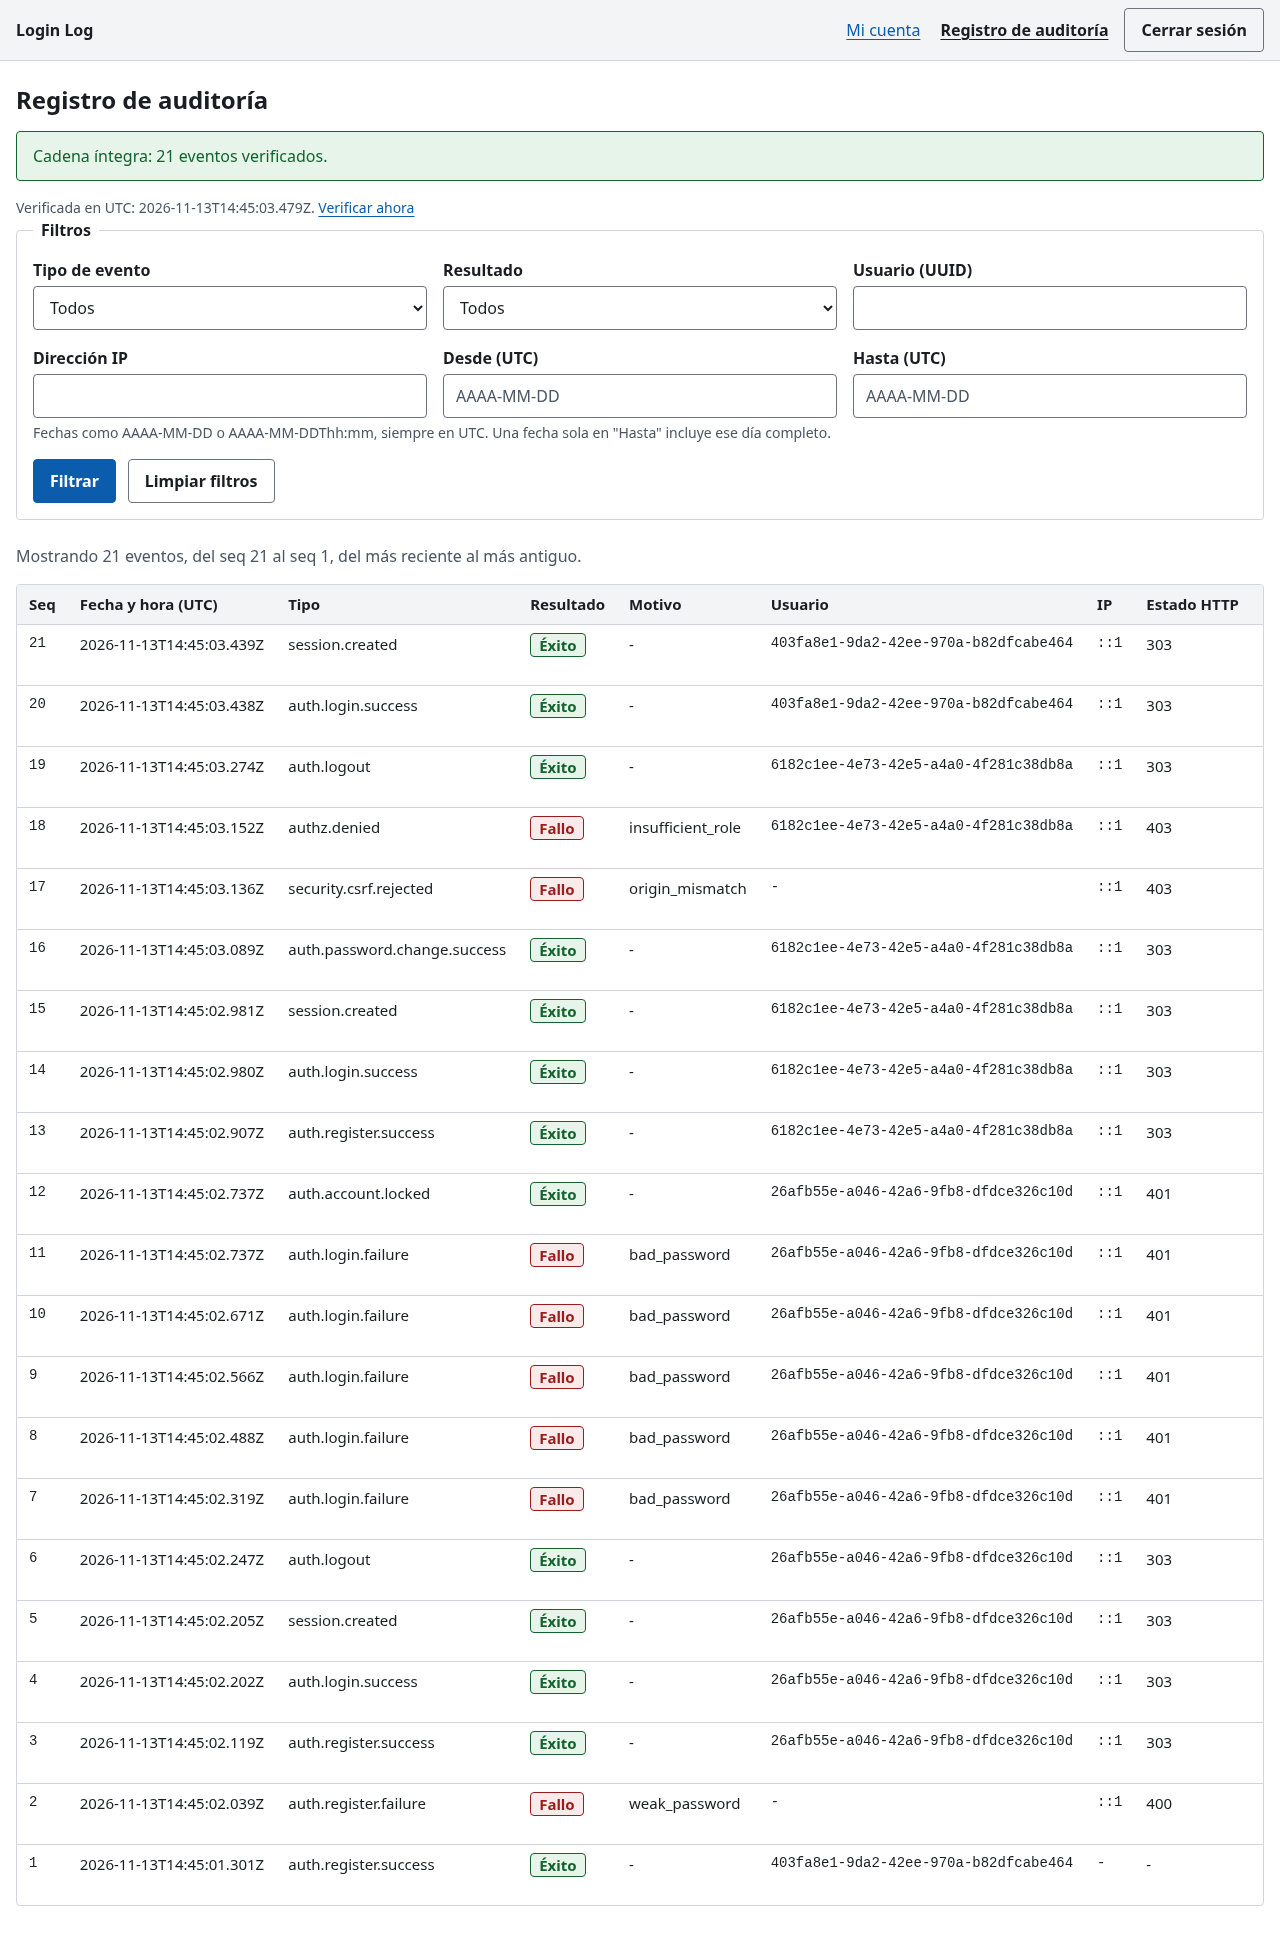 Login Log
Mi cuenta
Registro de auditoría
Cerrar sesión
Registro de auditoría
Cadena íntegra: 21 eventos verificados.
Verificada en UTC: 2026-11-13T14:45:03.479Z. Verificar ahora
Filtros
Tipo de evento Resultado Usuario (UUID)
Todos Todos
Dirección IP Desde (UTC) Hasta (UTC)
AAAA-MM-DD AAAA-MM-DD
Fechas como AAAA-MM-DD o AAAA-MM-DDThh:mm, siempre en UTC. Una fecha sola en "Hasta" incluye ese día completo.
Filtrar Limpiar filtros
Mostrando 21 eventos, del seq 21 al seq 1, del más reciente al más antiguo.
Seq Fecha y hora (UTC) Tipo Resultado Motivo Usuario IP Estado HTTP
21 2026-11-13T14:45:03.439Z session.created Éxito - 403fa8e1-9da2-42ee-970a-b82dfcabe464 ::1 303
20 2026-11-13T14:45:03.438Z auth.login.success Éxito - 403fa8e1-9da2-42ee-970a-b82dfcabe464 ::1 303
19 2026-11-13T14:45:03.274Z auth.logout Éxito - 6182c1ee-4e73-42e5-a4a0-4f281c38db8a ::1 303
18 2026-11-13T14:45:03.152Z authz.denied Fallo insufficient_role 6182c1ee-4e73-42e5-a4a0-4f281c38db8a ::1 403
17 2026-11-13T14:45:03.136Z security.csrf.rejected Fallo origin_mismatch - ::1 403
16 2026-11-13T14:45:03.089Z auth.password.change.success Éxito - 6182c1ee-4e73-42e5-a4a0-4f281c38db8a ::1 303
15 2026-11-13T14:45:02.981Z session.created Éxito - 6182c1ee-4e73-42e5-a4a0-4f281c38db8a ::1 303
14 2026-11-13T14:45:02.980Z auth.login.success Éxito - 6182c1ee-4e73-42e5-a4a0-4f281c38db8a ::1 303
13 2026-11-13T14:45:02.907Z auth.register.success Éxito - 6182c1ee-4e73-42e5-a4a0-4f281c38db8a ::1 303
12 2026-11-13T14:45:02.737Z auth.account.locked Éxito - 26afb55e-a046-42a6-9fb8-dfdce326c10d ::1 401
11 2026-11-13T14:45:02.737Z auth.login.failure Fallo bad_password 26afb55e-a046-42a6-9fb8-dfdce326c10d ::1 401
10 2026-11-13T14:45:02.671Z auth.login.failure Fallo bad_password 26afb55e-a046-42a6-9fb8-dfdce326c10d ::1 401
9 2026-11-13T14:45:02.566Z auth.login.failure Fallo bad_password 26afb55e-a046-42a6-9fb8-dfdce326c10d ::1 401
8 2026-11-13T14:45:02.488Z auth.login.failure Fallo bad_password 26afb55e-a046-42a6-9fb8-dfdce326c10d ::1 401
7 2026-11-13T14:45:02.319Z auth.login.failure Fallo bad_password 26afb55e-a046-42a6-9fb8-dfdce326c10d ::1 401
6 2026-11-13T14:45:02.247Z auth.logout Éxito - 26afb55e-a046-42a6-9fb8-dfdce326c10d ::1 303
5 2026-11-13T14:45:02.205Z session.created Éxito - 26afb55e-a046-42a6-9fb8-dfdce326c10d ::1 303
4 2026-11-13T14:45:02.202Z auth.login.success Éxito - 26afb55e-a046-42a6-9fb8-dfdce326c10d ::1 303
3 2026-11-13T14:45:02.119Z auth.register.success Éxito - 26afb55e-a046-42a6-9fb8-dfdce326c10d ::1 303
2 2026-11-13T14:45:02.039Z auth.register.failure Fallo weak_password - ::1 400
1 2026-11-13T14:45:01.301Z auth.register.success Éxito - 403fa8e1-9da2-42ee-970a-b82dfcabe464 - -